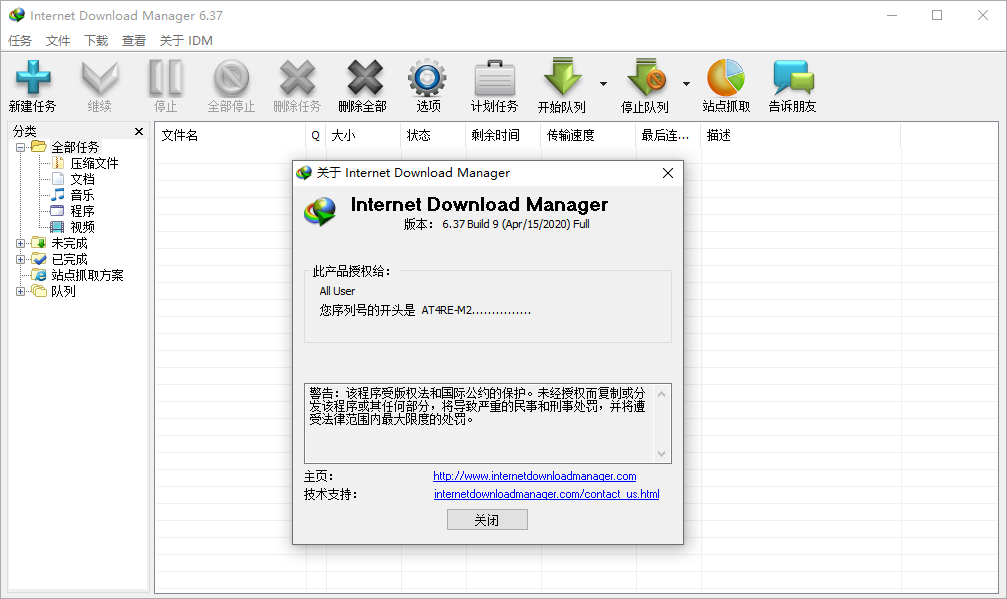 Internet Download Manager 6.37
任务 文件 下载 查看 关于 IDM
新建任务 继续 停止 全部停止 删除任务 删除全部 选项 计划任务 开始队列 停止队列 站点抓取 告诉朋友
分类
全部任务
压缩文件
文档
音乐
程序
视频
未完成
已完成
站点抓取方案
队列
文件名 Q 大小 状态 剩余时间 传输速度 最后连... 描述
关于 Internet Download Manager
Internet Download Manager
版本： 6.37 Build 9 (Apr/15/2020) Full
此产品授权给：
All User
您序列号的开头是 AT4RE-M2...............
警告：该程序受版权法和国际公约的保护。未经授权而复制或分
发该程序或其任何部分，将导致严重的民事和刑事处罚，并将遭
受法律范围内最大限度的处罚。
主页： http://www.internetdownloadmanager.com
技术支持： internetdownloadmanager.com/contact_us.html
关闭